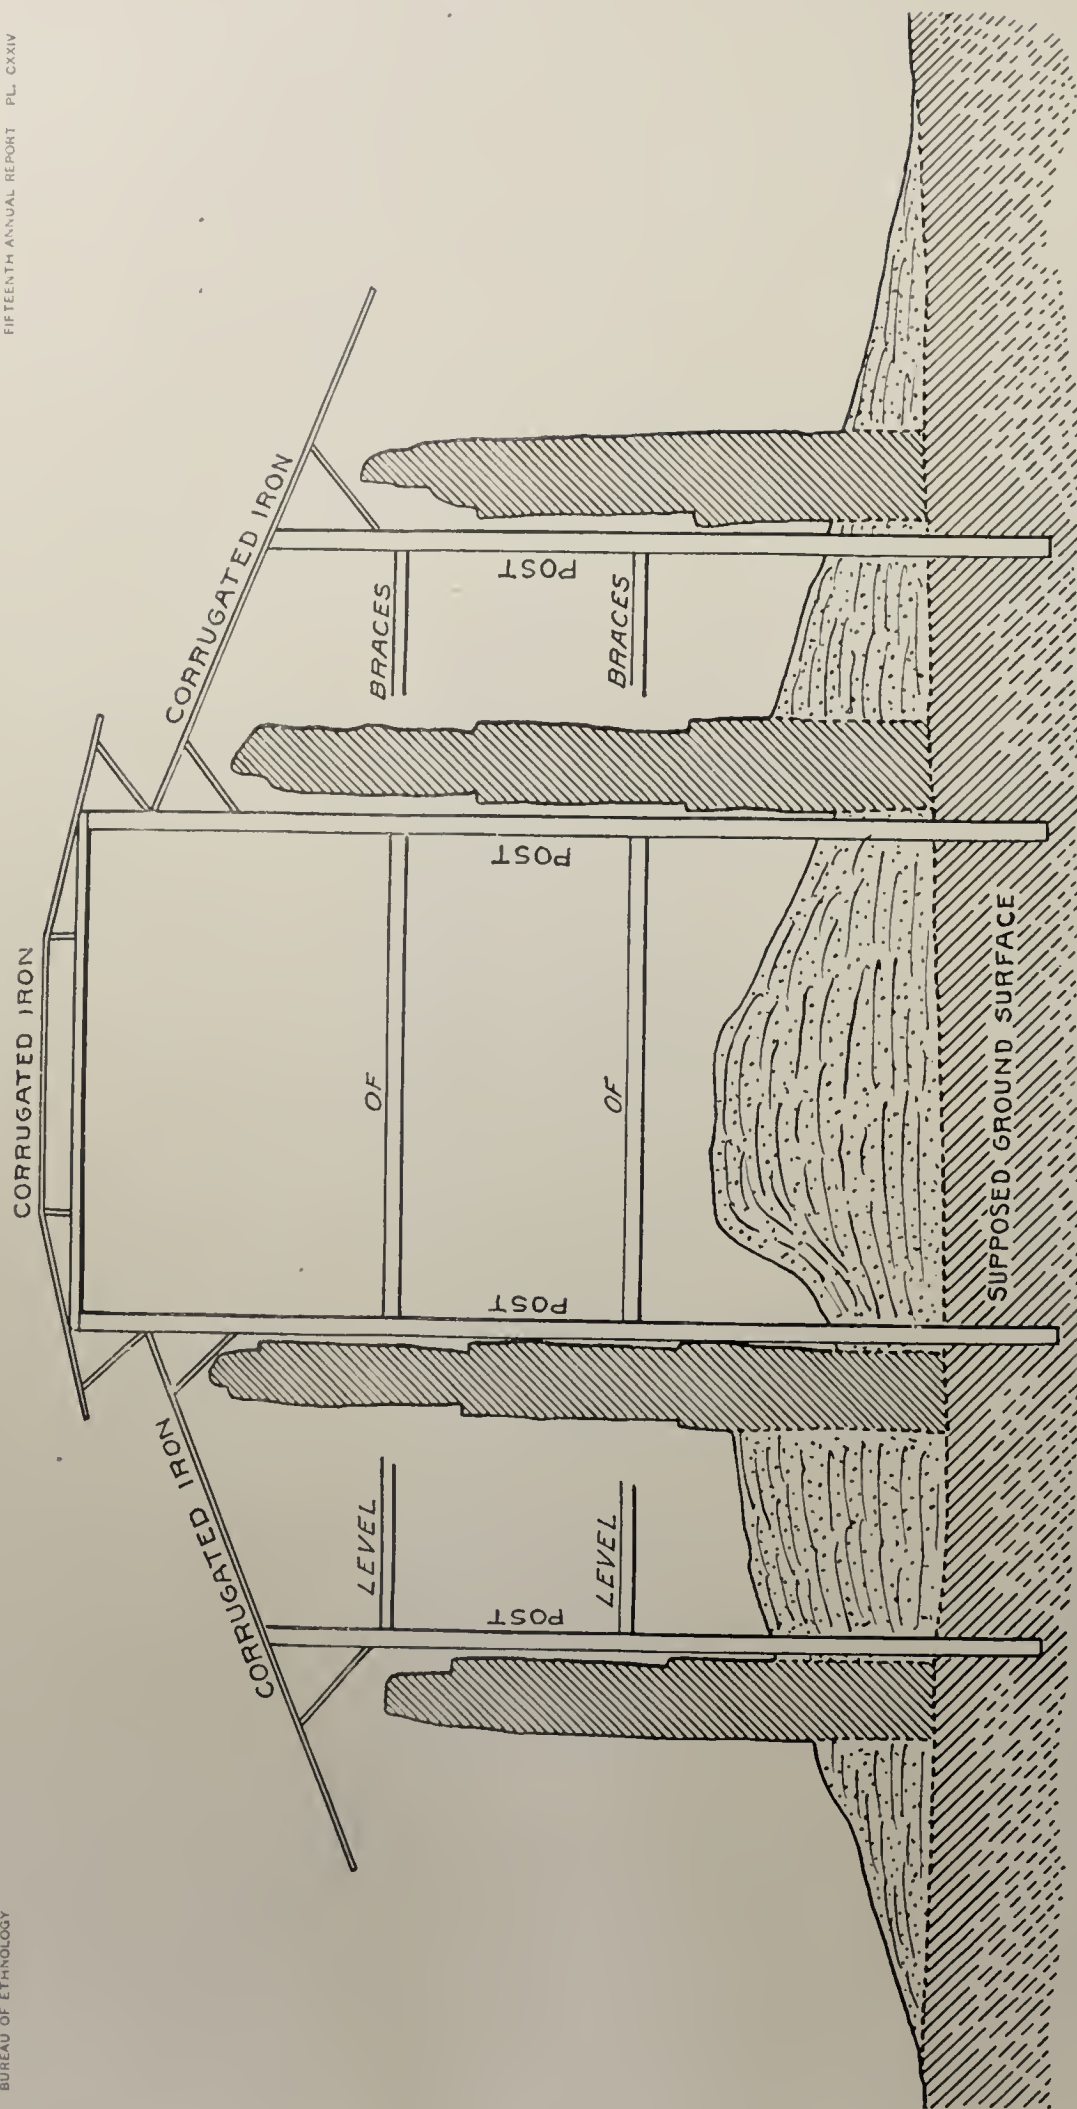 BUREAU OF ETHNOLOGY
FIFTEENTH ANNUAL REPORT PL. CXXIV
CORRUGATED IRON
CORRUGATED IRON
CORRUGATED IRON
LEVEL
OF
BRACES
POST
POST
POST
POST
LEVEL
OF
BRACES
SUPPOSED GROUND SURFACE